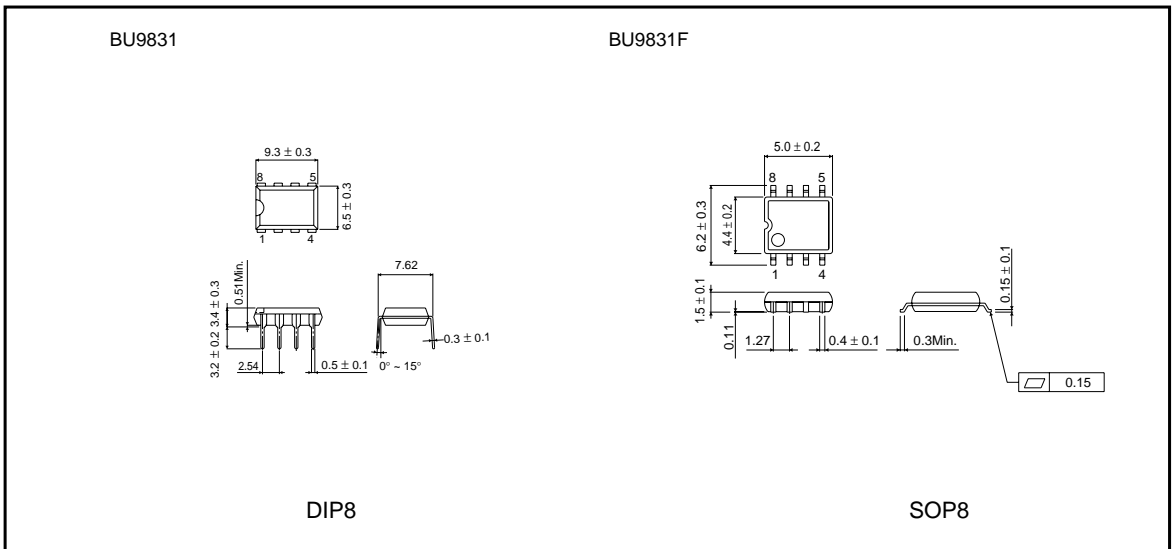 BU9831
BU9831F
9.3 ± 0.3
8 5
6.5 ± 0.3
1 4
0.51Min.
3.2 ± 0.2 3.4 ± 0.3
2.54
0.5 ± 0.1
7.62
0.3 ± 0.1
0° ~ 15°
5.0 ± 0.2
8 5
6.2 ± 0.3
4.4 ± 0.2
1 4
1.5 ± 0.1
0.11
1.27
0.4 ± 0.1
0.3Min.
0.15 ± 0.1
0.15
DIP8
SOP8